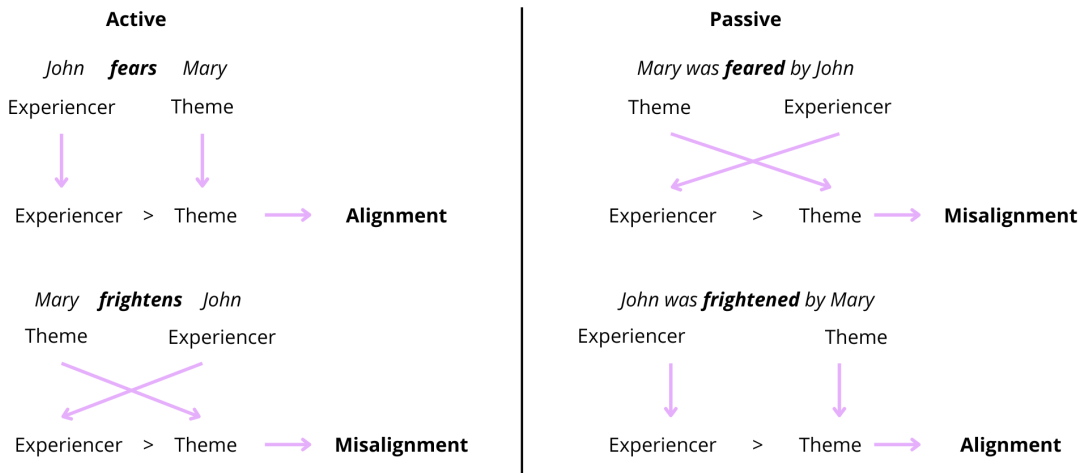 Active
John fears Mary
Experiencer Theme
Experiencer > Theme Alignment
Mary frightens John
Theme Experiencer
Experiencer > Theme Misalignment
Passive
Mary was feared by John
Theme Experiencer
Experiencer > Theme Misalignment
John was frightened by Mary
Experiencer Theme
Experiencer > Theme Alignment